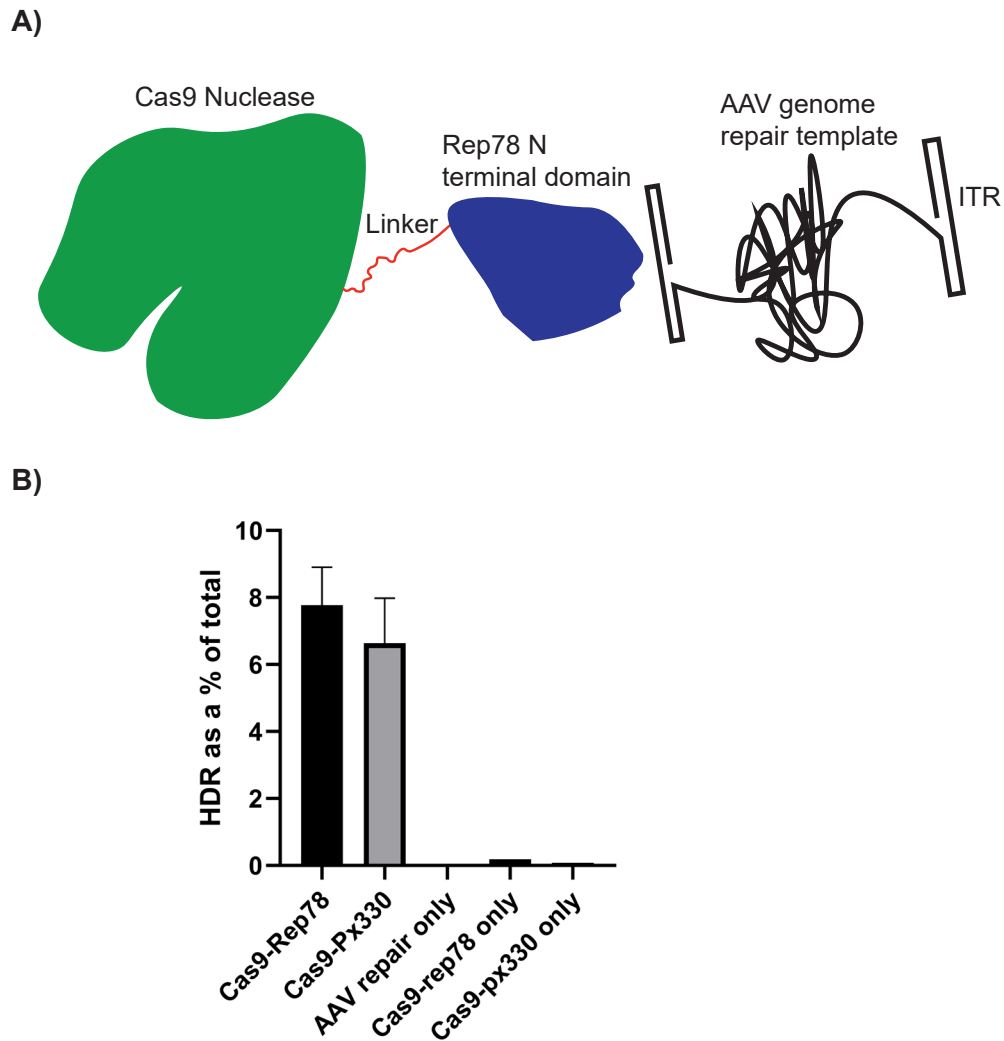 A)
Cas9 Nuclease
Linker
Rep78 N
terminal domain
AAV genome
repair template
ITR
B)
HDR as a % of total
10
8
6
4
2
0
Cas9-Rep78
Cas9-Px330
AAV repair only
Cas9-rep78 only
Cas9-px330 only